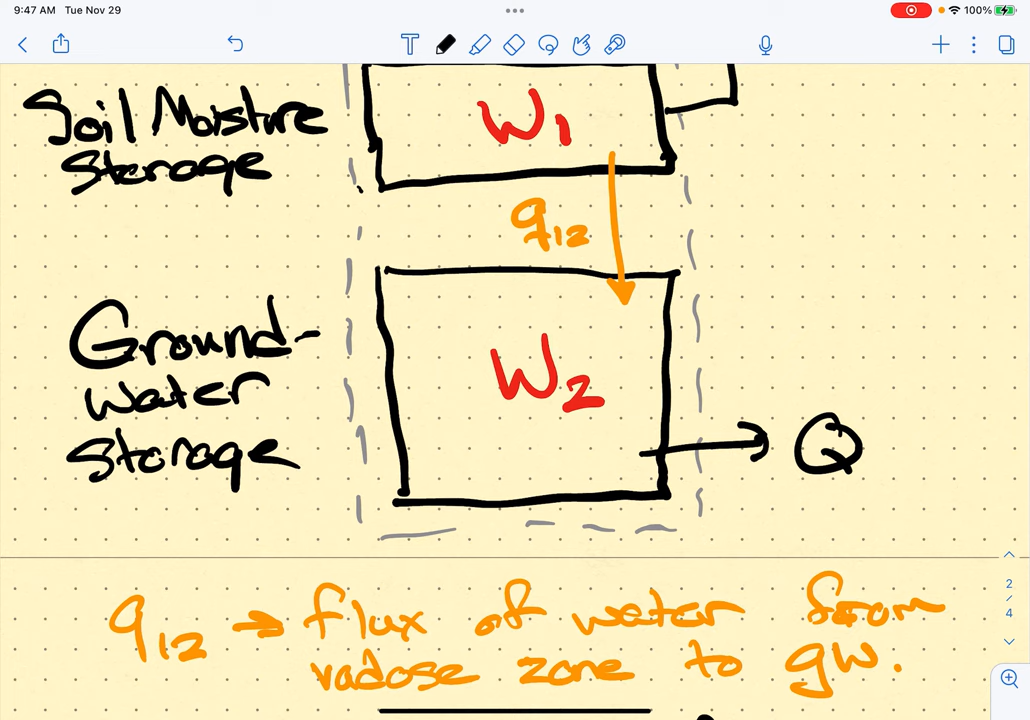 9:47 AM Tue Nov 29
100%
T
Soil Moisture
Storage
W1
q12
Ground-
water
Storage
W2
Q
2
/
4
q12 → flux of water from
vadose zone to gw.